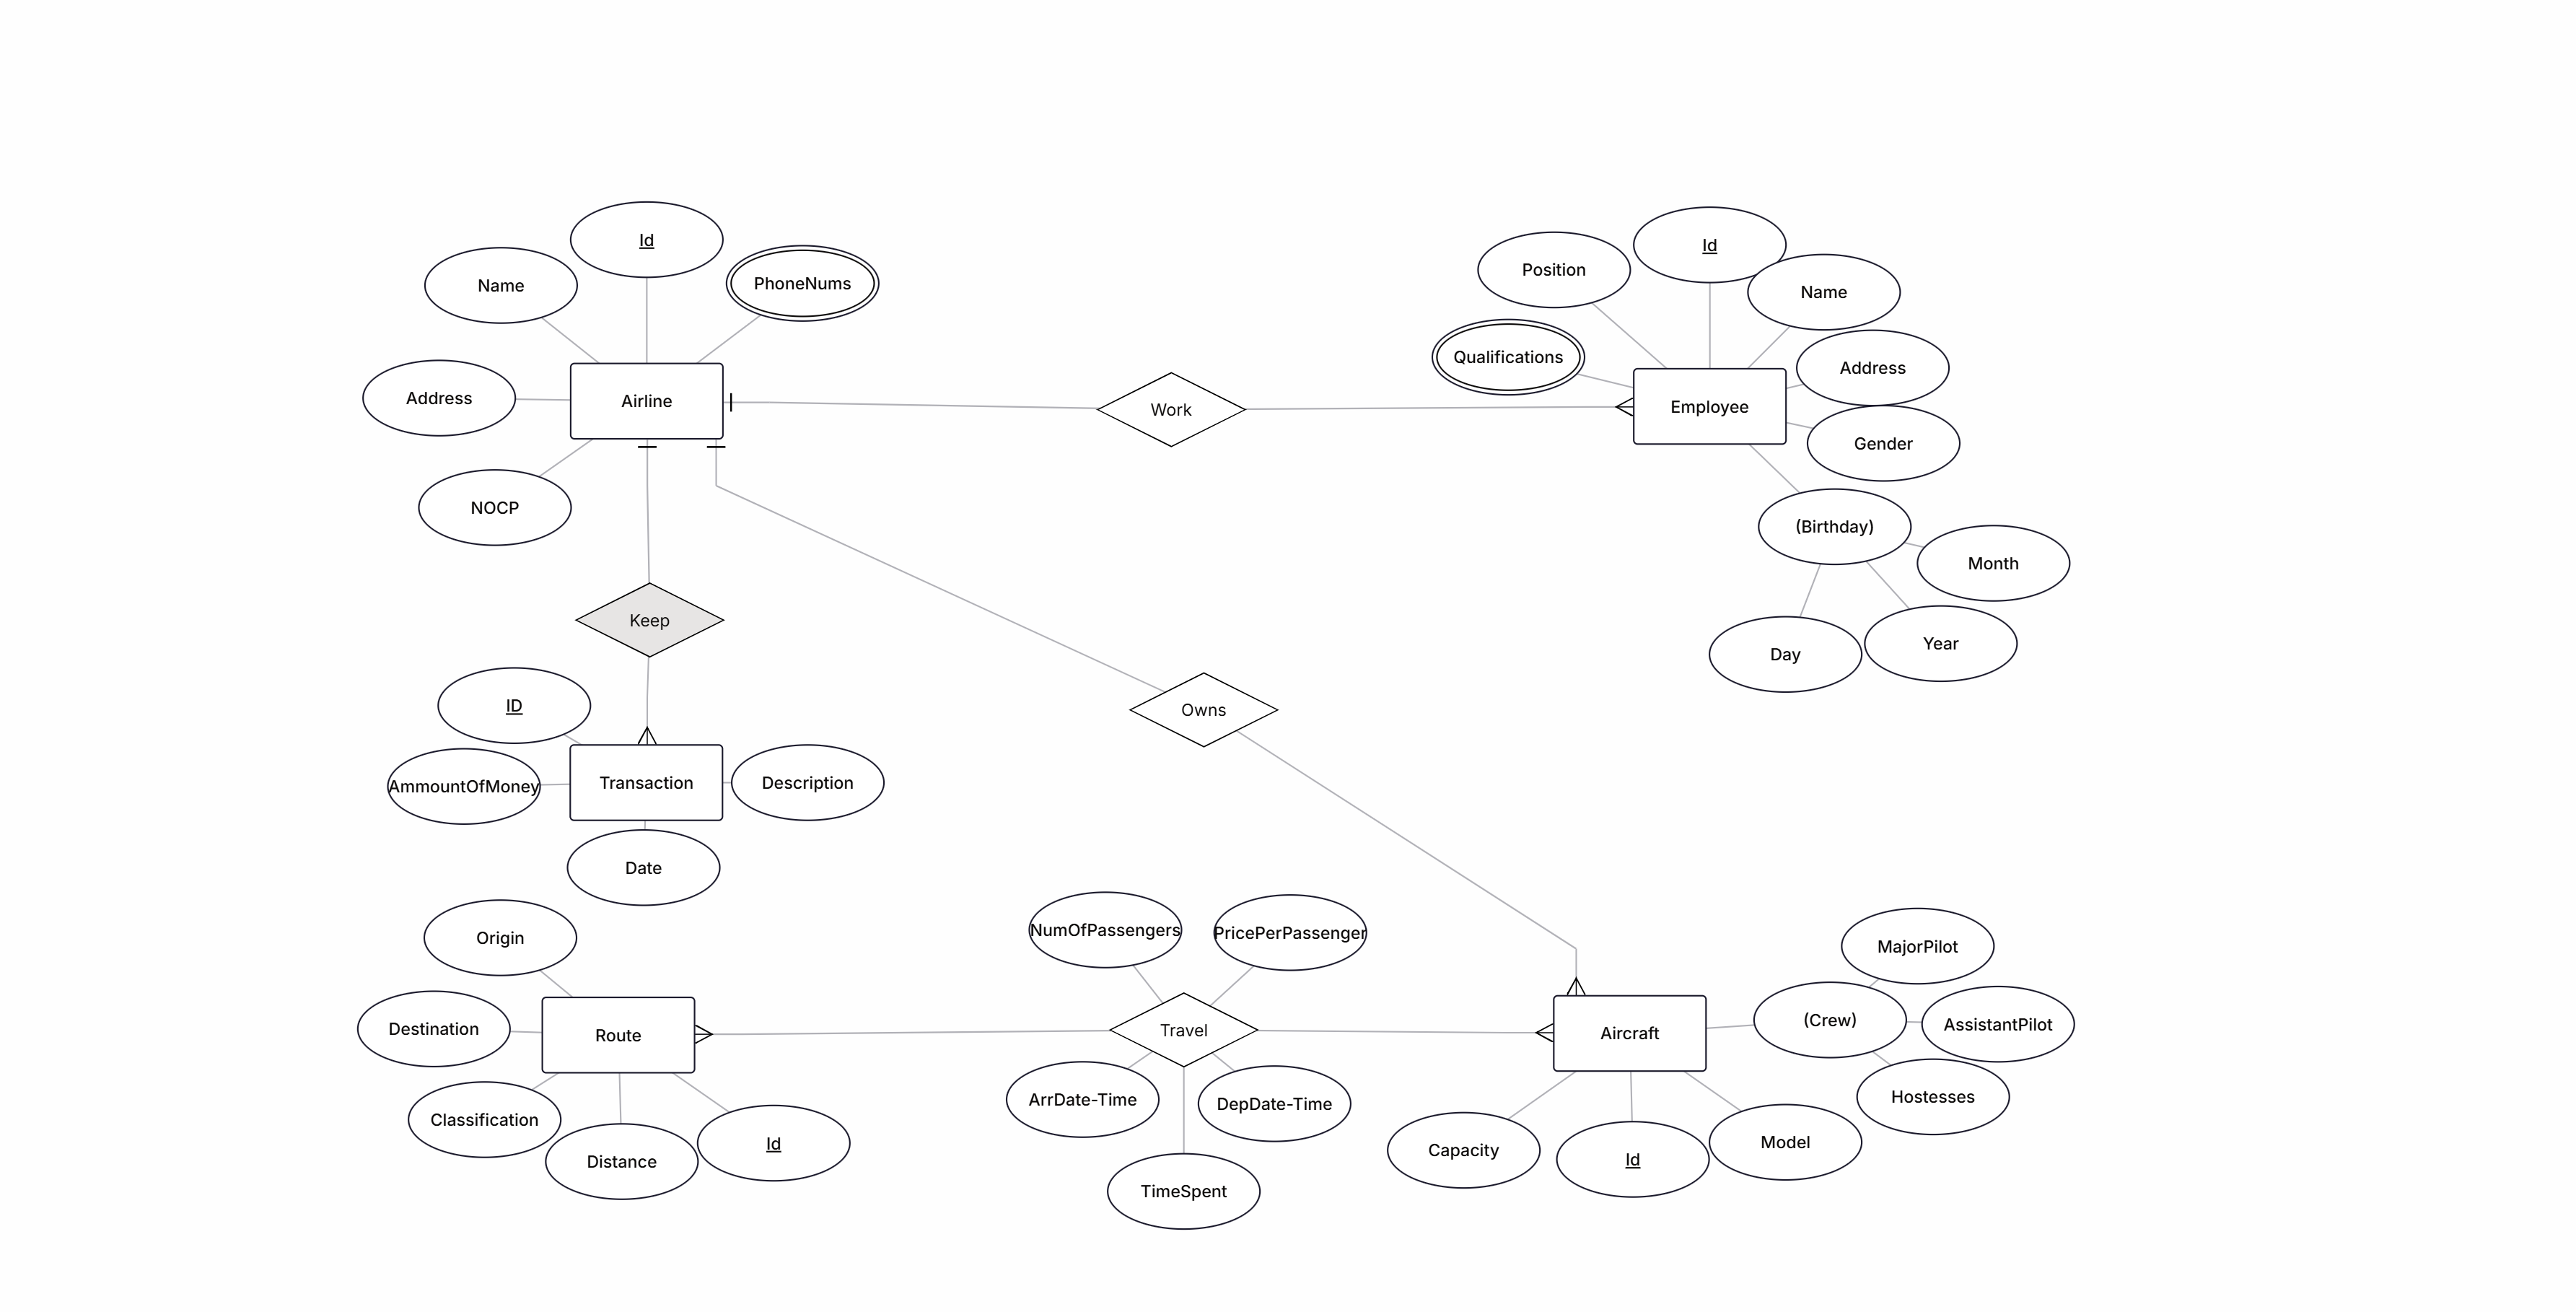 Id
PhoneNums
Name
Address
Airline
NOCP
Work
Position
Id
Name
Qualifications
Address
Employee
Gender
(Birthday)
Month
Day
Year
Keep
ID
AmmountOfMoney
Transaction
Description
Date
Owns
Origin
Destination
Route
Classification
Distance
Id
NumOfPassengers
PricePerPassenger
Travel
ArrDate-Time
DepDate-Time
TimeSpent
Aircraft
MajorPilot
(Crew)
AssistantPilot
Hostesses
Capacity
Id
Model